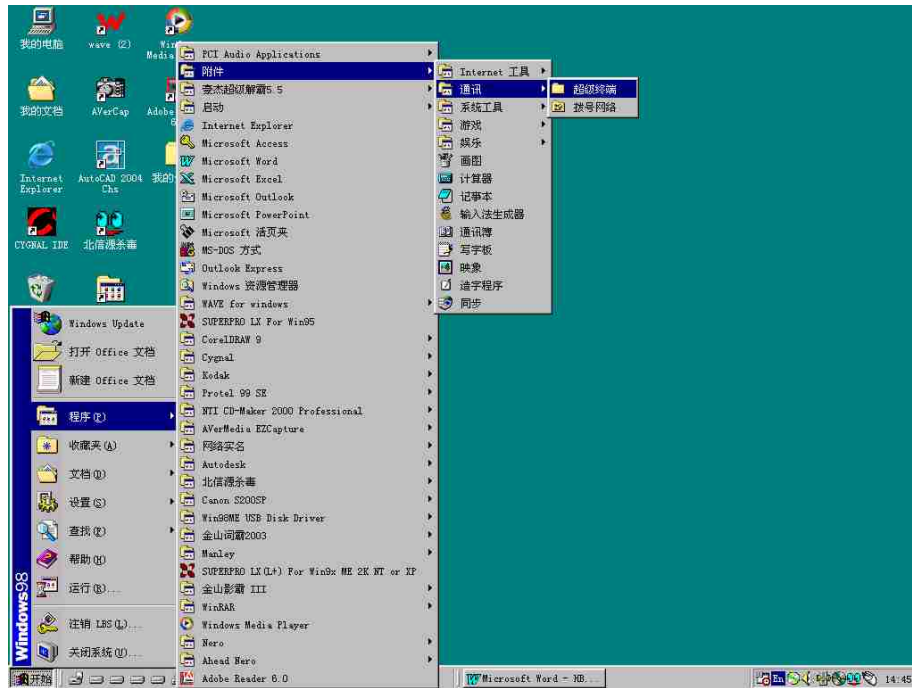 我的电脑
wave (2)
我的文档
AVerCap
Internet
Explorer
AutoCAD 2004
Chs
CYGNAL IDE
北信源杀毒
PCI Audio Applications
附件
豪杰超级解霸5.5
启动
Internet Explorer
Microsoft Access
Microsoft Word
Microsoft Excel
Microsoft Outlook
Microsoft PowerPoint
Microsoft 活页夹
MS-DOS 方式
Outlook Express
Windows 资源管理器
WAVE for windows
SUPERPRO LX For Win95
CorelDRAW 9
Cygnal
Kodak
Protel 99 SE
NTI CD-Maker 2000 Professional
AVerMedia EZCapture
网络实名
Autodesk
北信源杀毒
Canon S200SP
Win98ME USB Disk Driver
金山词霸2003
Manley
SUPERPRO LX(L+) For Win9x ME 2K NT or XP
金山影霸 III
WinRAR
Windows Media Player
Nero
Ahead Nero
Adobe Reader 6.0
Internet 工具
通讯
系统工具
游戏
娱乐
画图
计算器
记事本
输入法生成器
通讯簿
写字板
映象
造字程序
同步
超级终端
拨号网络
Windows Update
打开 Office 文档
新建 Office 文档
程序(P)
收藏夹(A)
文档(D)
设置(S)
查找(F)
帮助(H)
运行(R)...
注销 LBS(L)...
关闭系统(U)...
Windows98
开始
Microsoft Word - HB...
En
14:45